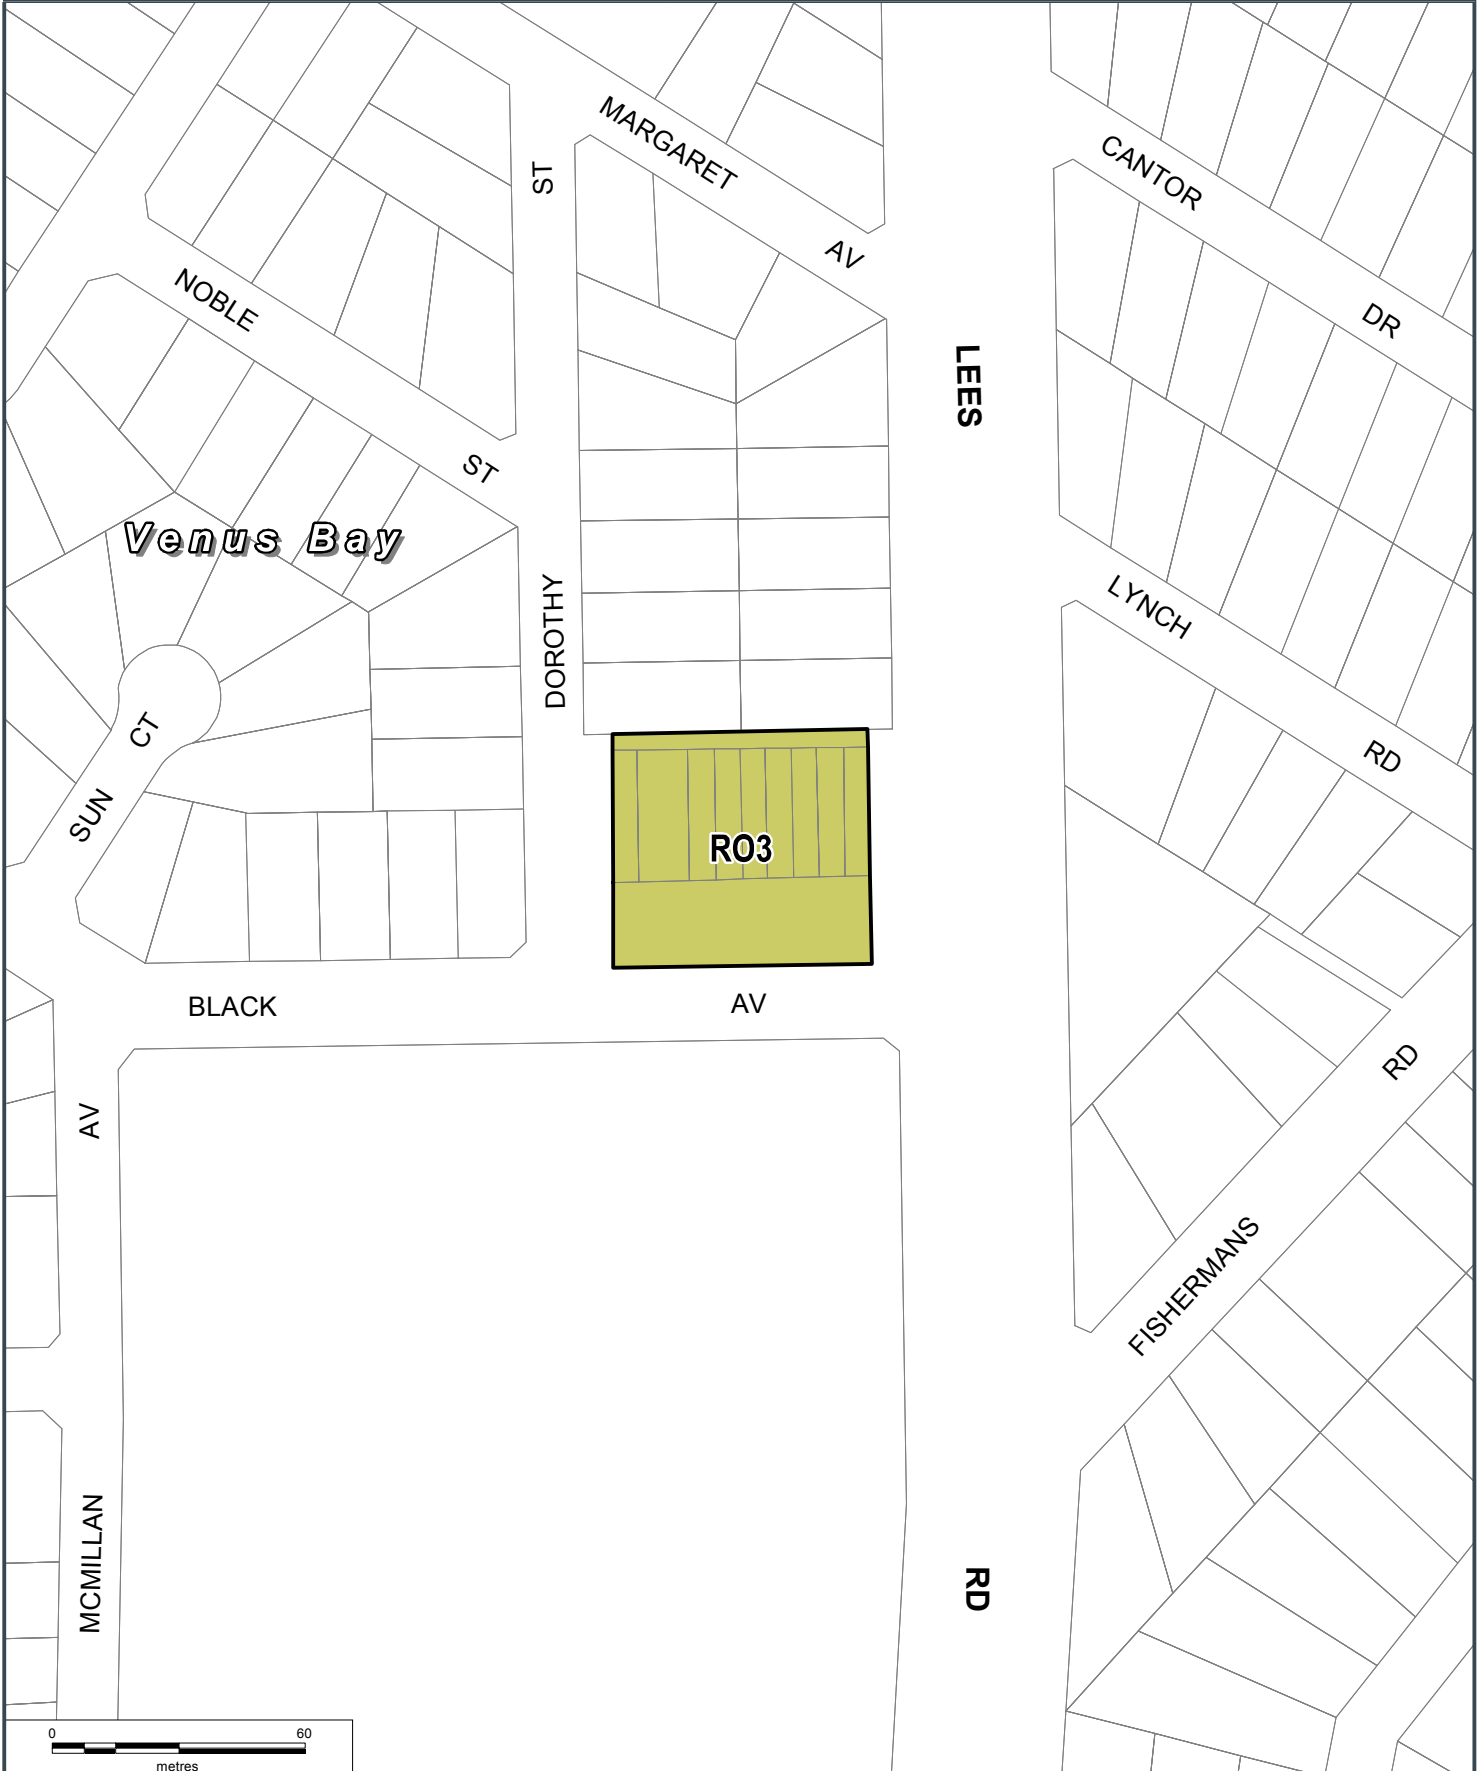 MARGARET
AV
ST
CANTOR
DR
NOBLE
ST
LEES
Venus Bay
DOROTHY
LYNCH
RD
SUN
CT
RO3
BLACK
AV
AV
RD
FISHERMANS
MCMILLAN
RD
0 60
metres